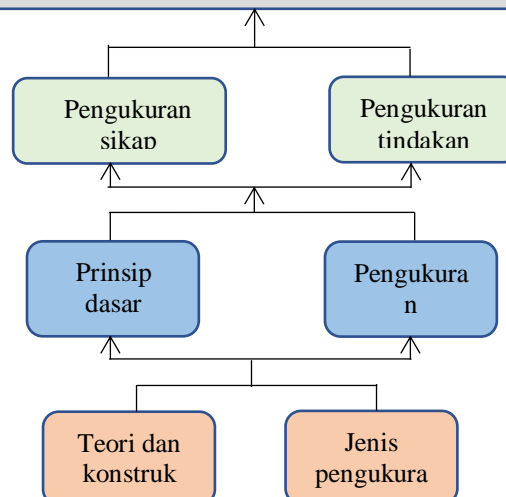 Pengukuran
sikap
Pengukuran
tindakan
Prinsip
dasar
Pengukura
n
Teori dan
konstruk
Jenis
pengukura